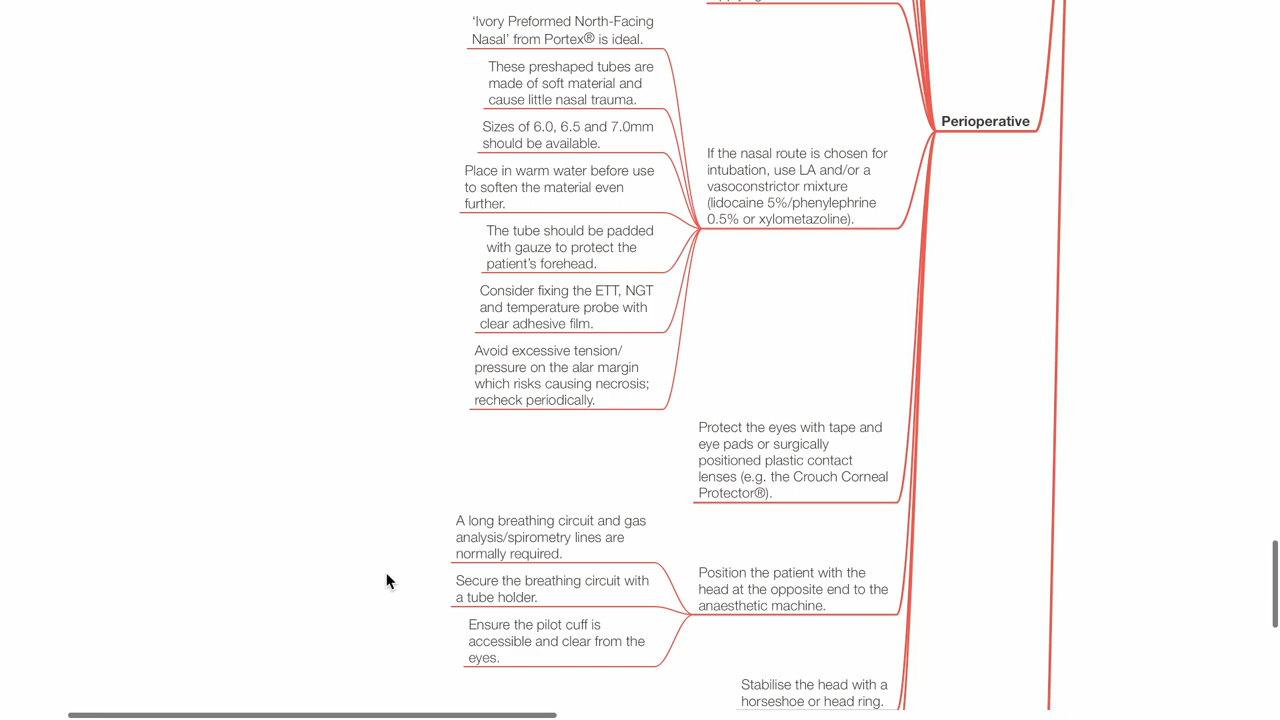 'Ivory Preformed North-Facing
Nasal' from Portex® is ideal.
These preshaped tubes are
made of soft material and
cause little nasal trauma.
Sizes of 6.0, 6.5 and 7.0mm
should be available.
Place in warm water before use
to soften the material even
further.
The tube should be padded
with gauze to protect the
patient's forehead.
Consider fixing the ETT, NGT
and temperature probe with
clear adhesive film.
Avoid excessive tension/
pressure on the alar margin
which risks causing necrosis;
recheck periodically.
If the nasal route is chosen for
intubation, use LA and/or a
vasoconstrictor mixture
(lidocaine 5%/phenylephrine
0.5% or xylometazoline).
Perioperative
Protect the eyes with tape and
eye pads or surgically
positioned plastic contact
lenses (e.g. the Crouch Corneal
Protector®).
A long breathing circuit and gas
analysis/spirometry lines are
normally required.
Secure the breathing circuit with
a tube holder.
Ensure the pilot cuff is
accessible and clear from the
eyes.
Position the patient with the
head at the opposite end to the
anaesthetic machine.
Stabilise the head with a
horseshoe or head ring.